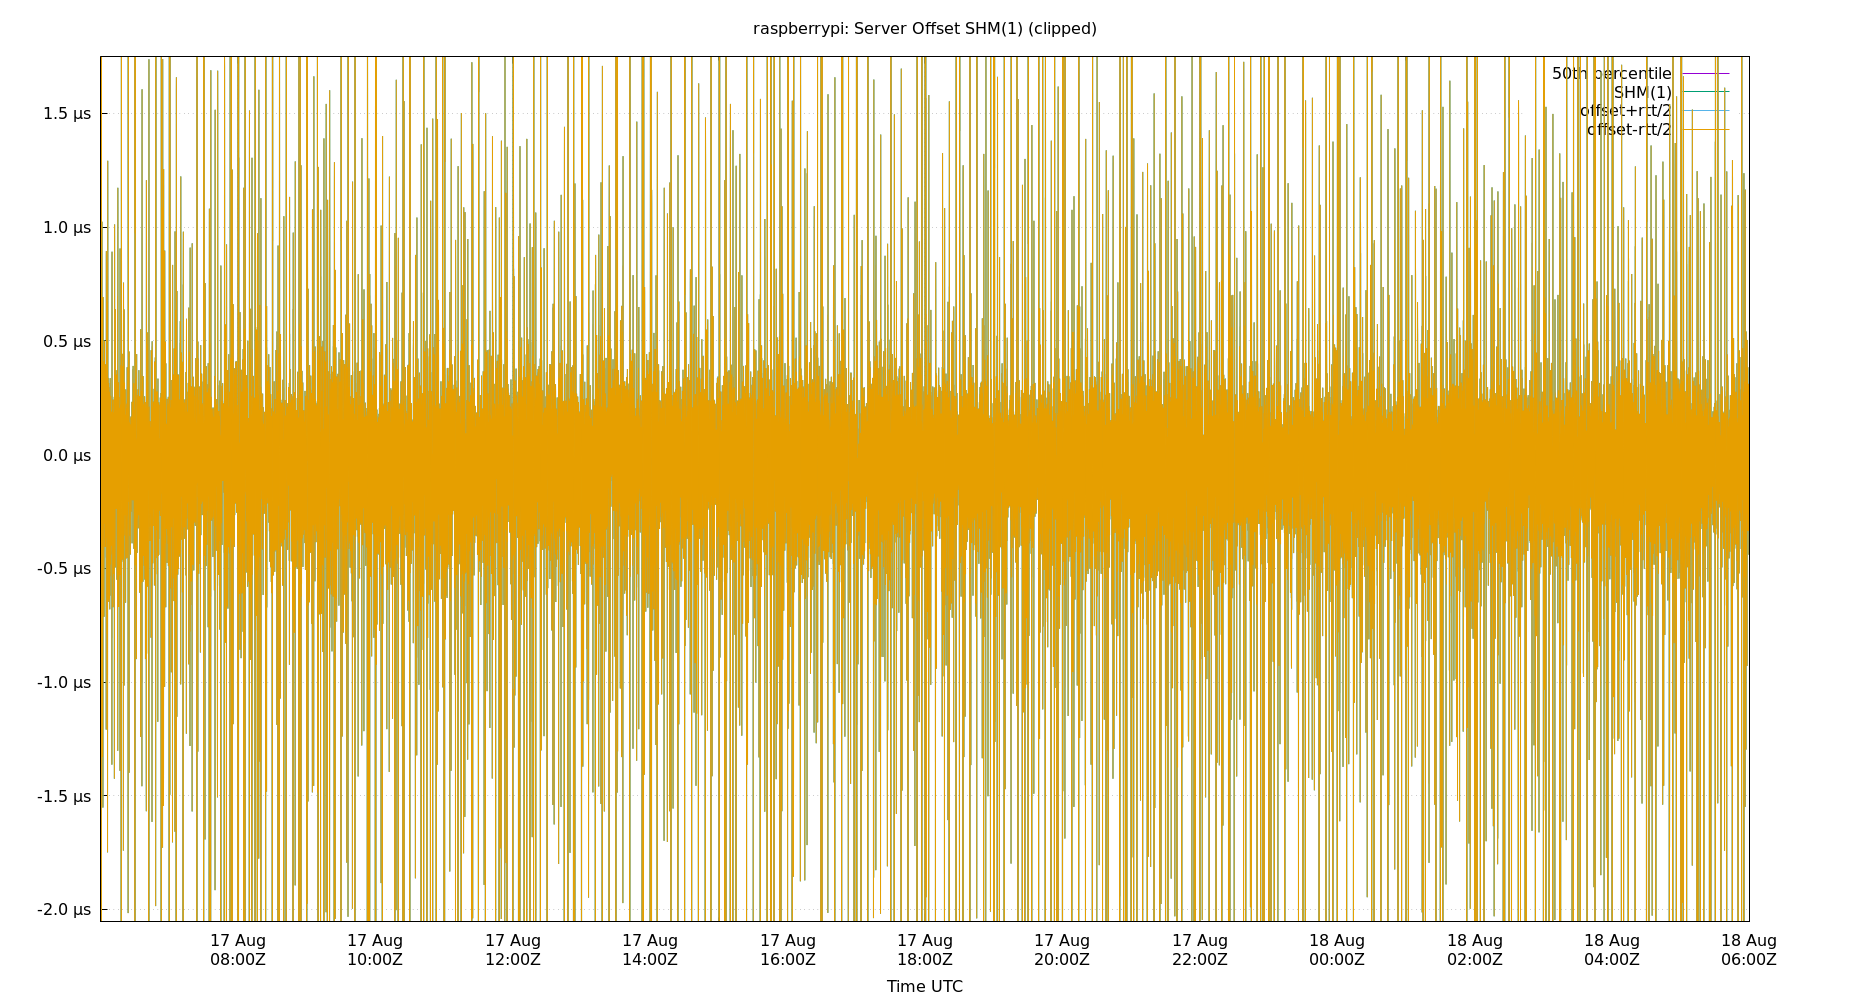 raspberrypi: Server Offset SHM(1) (clipped)
50th percentile
SHM(1)
offset+rtt/2
offset-rtt/2
1.5 µs
1.0 µs
0.5 µs
0.0 µs
-0.5 µs
-1.0 µs
-1.5 µs
-2.0 µs
17 Aug 17 Aug 17 Aug 17 Aug 17 Aug 17 Aug 17 Aug 17 Aug 18 Aug 18 Aug 18 Aug 18 Aug
08:00Z 10:00Z 12:00Z 14:00Z 16:00Z 18:00Z 20:00Z 22:00Z 00:00Z 02:00Z 04:00Z 06:00Z
Time UTC